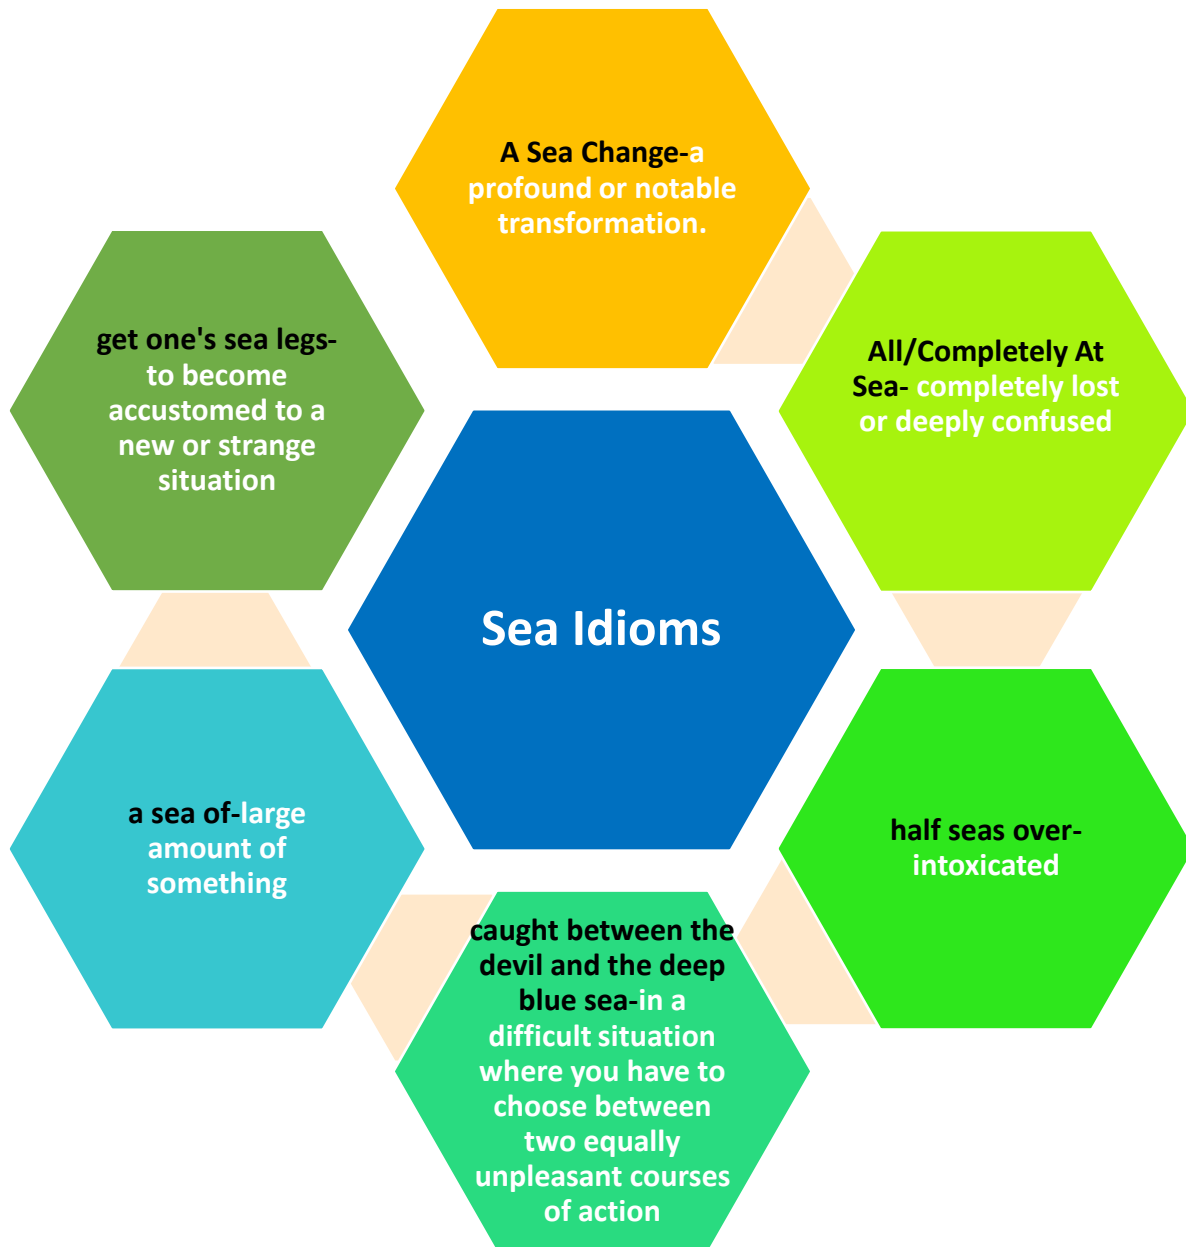 A Sea Change-a
profound or notable
transformation.
get one's sea legs-
to become
accustomed to a
new or strange
situation
All/Completely At
Sea- completely lost
or deeply confused
Sea Idioms
a sea of-large
amount of
something
half seas over-
intoxicated
caught between the
devil and the deep
blue sea-in a
difficult situation
where you have to
choose between
two equally
unpleasant courses
of action